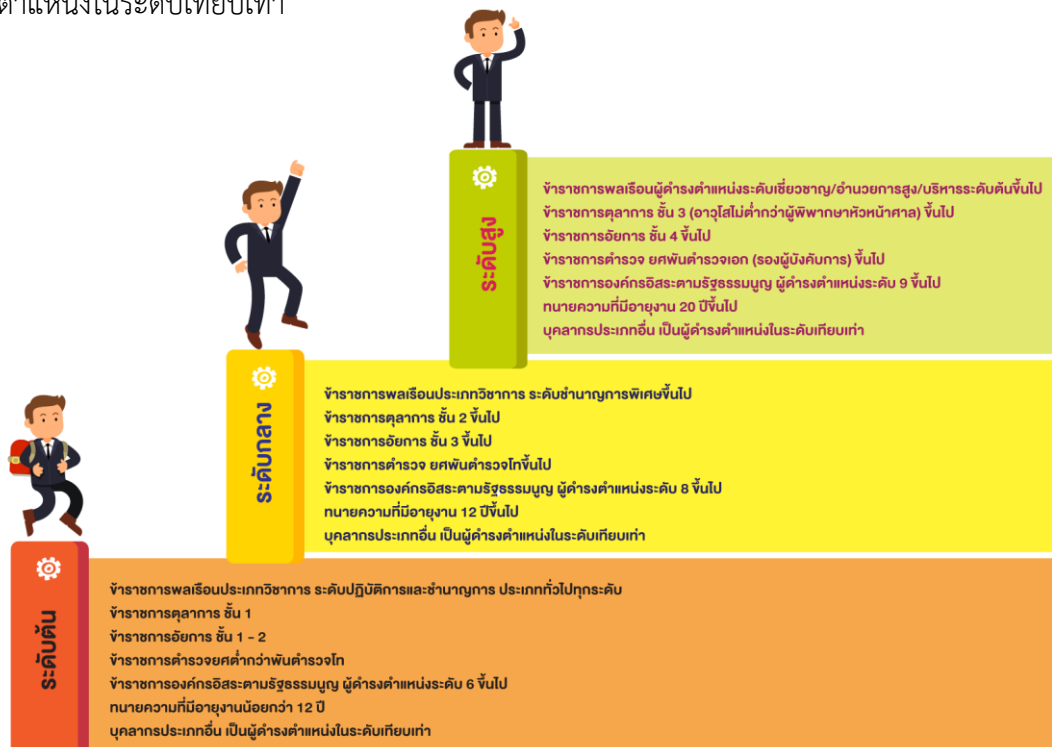 ตำแหน่งในระดับเทียบเท่า
ระดับสูง
ข้าราชการพลเรือนผู้ดำรงตำแหน่งระดับเชี่ยวชาญ/อำนวยการสูง/บริหารระดับต้นขึ้นไป
ข้าราชการตุลาการ ชั้น 3 (อาวุโสไม่ต่ำกว่าผู้พิพากษาหัวหน้าศาล) ขึ้นไป
ข้าราชการอัยการ ชั้น 4 ขึ้นไป
ข้าราชการตำรวจ ยศพันตำรวจเอก (รองผู้บังคับการ) ขึ้นไป
ข้าราชการองค์กรอิสระตามรัฐธรรมนูญ ผู้ดำรงตำแหน่งระดับ 9 ขึ้นไป
ทนายความที่มีอายุงาน 20 ปีขึ้นไป
บุคลากรประเภทอื่น เป็นผู้ดำรงตำแหน่งในระดับเทียบเท่า
ระดับกลาง
ข้าราชการพลเรือนประเภทวิชาการ ระดับชำนาญการพิเศษขึ้นไป
ข้าราชการตุลาการ ชั้น 2 ขึ้นไป
ข้าราชการอัยการ ชั้น 3 ขึ้นไป
ข้าราชการตำรวจ ยศพันตำรวจโทขึ้นไป
ข้าราชการองค์กรอิสระตามรัฐธรรมนูญ ผู้ดำรงตำแหน่งระดับ 8 ขึ้นไป
ทนายความที่มีอายุงาน 12 ปีขึ้นไป
บุคลากรประเภทอื่น เป็นผู้ดำรงตำแหน่งในระดับเทียบเท่า
ระดับต้น
ข้าราชการพลเรือนประเภทวิชาการ ระดับปฏิบัติการและชำนาญการ ประเภททั่วไปทุกระดับ
ข้าราชการตุลาการ ชั้น 1
ข้าราชการอัยการ ชั้น 1 - 2
ข้าราชการตำรวจยศต่ำกว่าพันตำรวจโท
ข้าราชการองค์กรอิสระตามรัฐธรรมนูญ ผู้ดำรงตำแหน่งระดับ 6 ขึ้นไป
ทนายความที่มีอายุงานน้อยกว่า 12 ปี
บุคลากรประเภทอื่น เป็นผู้ดำรงตำแหน่งในระดับเทียบเท่า